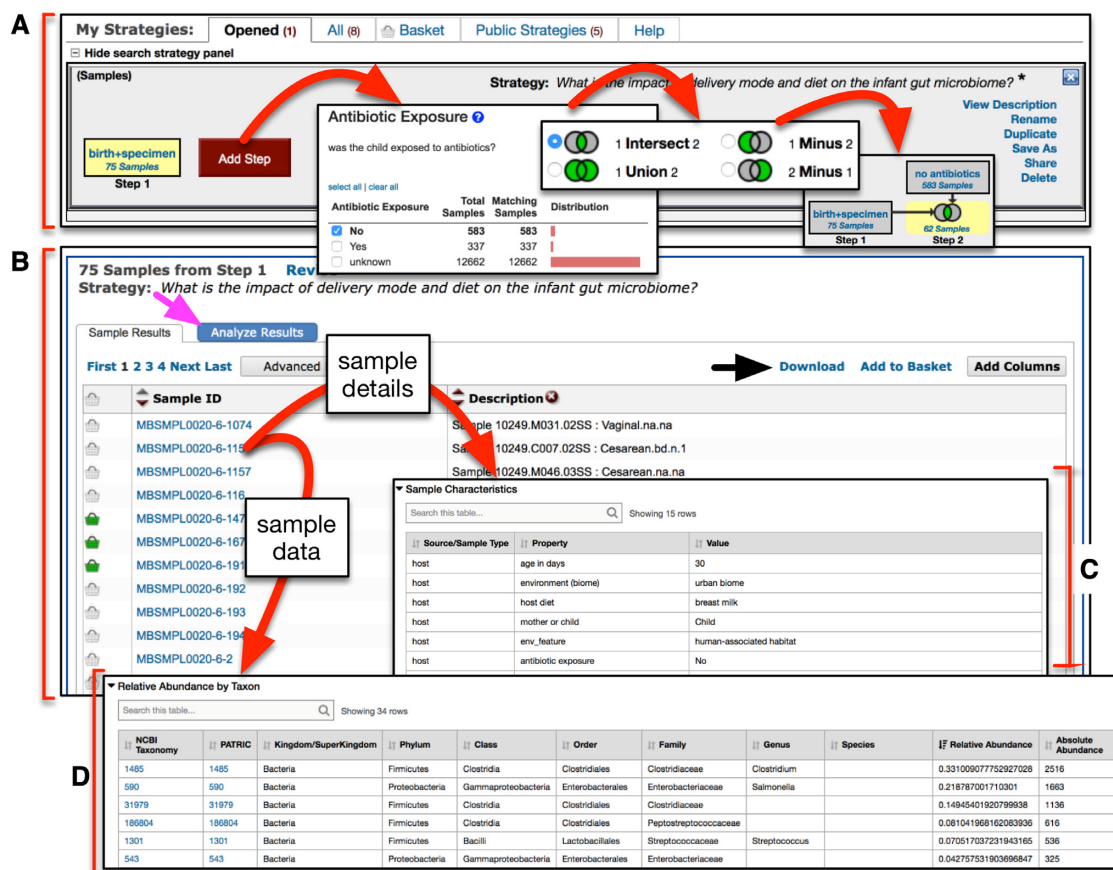 A
My Strategies: Opened (1) All (8) Basket Public Strategies (5) Help
Hide search strategy panel
(Samples)
Strategy: What is the impact of delivery mode and diet on the infant gut microbiome? *
View Description
Rename
Duplicate
Save As
Share
Delete
birth+specimen
75 Samples
Step 1
Add Step
Antibiotic Exposure ?
was the child exposed to antibiotics?
select all | clear all
Antibiotic Exposure Total Samples Matching Samples Distribution
No 583 583
Yes 337 337
unknown 12662 12662
1 Intersect 2 1 Minus 2
1 Union 2 2 Minus 1
no antibiotics
583 Samples
birth+specimen
75 Samples
62 Samples
Step 1 Step 2
B
75 Samples from Step 1
Strategy: What is the impact of delivery mode and diet on the infant gut microbiome?
Sample Results Analyze Results
First 1 2 3 4 Next Last Advanced Download Add to Basket Add Columns
sample
details
Sample ID Description
MBSMPL0020-6-1074 Sample 10249.M031.02SS : Vaginal.na.na
10249.C007.02SS : Cesarean.bd.n.1
MBSMPL0020-6-1157 Sample 10249.M046.03SS : Cesarean.na.na
MBSMPL0020-6-116
MBSMPL0020-6-147
MBSMPL0020-6-167
MBSMPL0020-6-191
MBSMPL0020-6-192
MBSMPL0020-6-193
MBSMPL0020-6-194
MBSMPL0020-6-2
sample
data
C
Sample Characteristics
Search this table... Showing 15 rows
Source/Sample Type Property Value
host age in days 30
host environment (biome) urban biome
host host diet breast milk
host mother or child Child
host env_feature human-associated habitat
host antibiotic exposure No
D
Relative Abundance by Taxon
Search this table... Showing 34 rows
NCBI Taxonomy PATRIC Kingdom/SuperKingdom Phylum Class Order Family Genus Species Relative Abundance Absolute Abundance
1485 1485 Bacteria Firmicutes Clostridia Clostridiales Clostridiaceae Clostridium 0.331009077752927028 2516
590 590 Bacteria Proteobacteria Gammaproteobacteria Enterobacterales Enterobacteriaceae Salmonella 0.218787001710301 1663
31979 31979 Bacteria Firmicutes Clostridia Clostridiales Clostridiaceae 0.14945401920799938 1136
186804 186804 Bacteria Firmicutes Clostridia Clostridiales Peptostreptococcaceae 0.081041968162083936 616
1301 1301 Bacteria Firmicutes Bacilli Lactobacillales Streptococcaceae Streptococcus 0.070517037231943165 536
543 543 Bacteria Proteobacteria Gammaproteobacteria Enterobacterales Enterobacteriaceae 0.042757531903696847 325